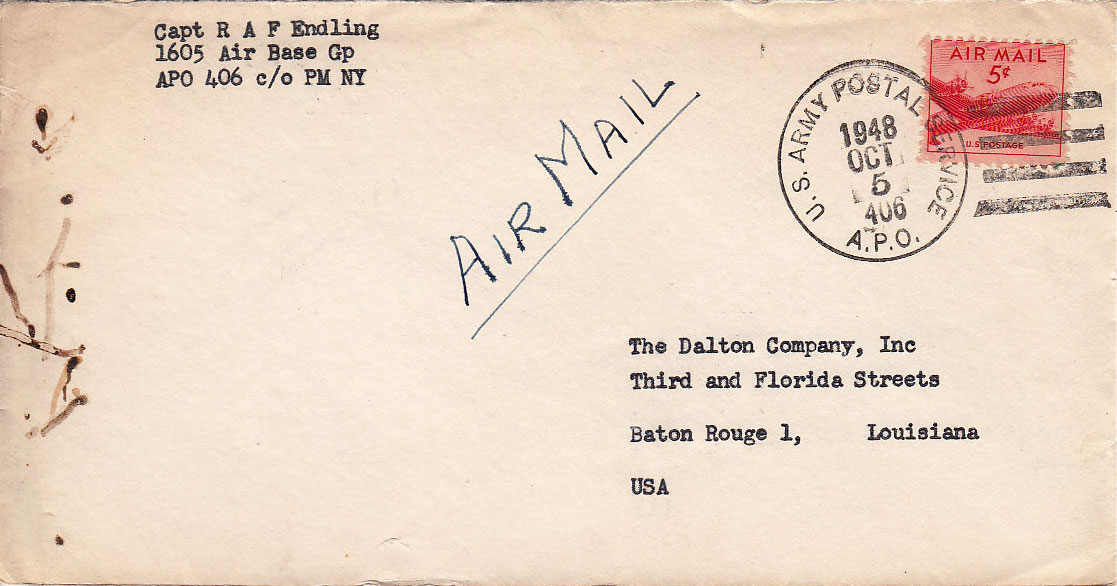 Capt R A F Endling
1605 Air Base Gp
APO 406 c/o PM NY
AIR MAIL
U.S. ARMY POSTAL SERVICE
1948
OCT
5
406
A.P.O.
AIR MAIL
5¢
U.S. POSTAGE
The Dalton Company, Inc
Third and Florida Streets
Baton Rouge 1, Louisiana
USA